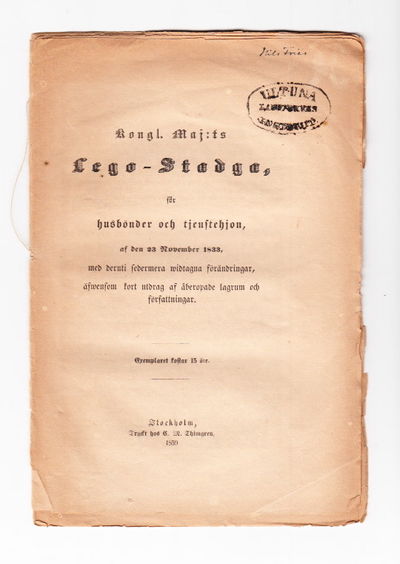 ULTUNA
Kongl. Maj:ts
Lego-Stadga,
för
husbönder och tjenstehjon,
af den 23 November 1833,
med deruti sedermera widtagna förändringar,
äfwensom kort utdrag af åberopade lagrum och
författningar.
Exemplaret kostar 15 öre.
Stockholm,
Tryckt hos C. M. Thimgren,
1859